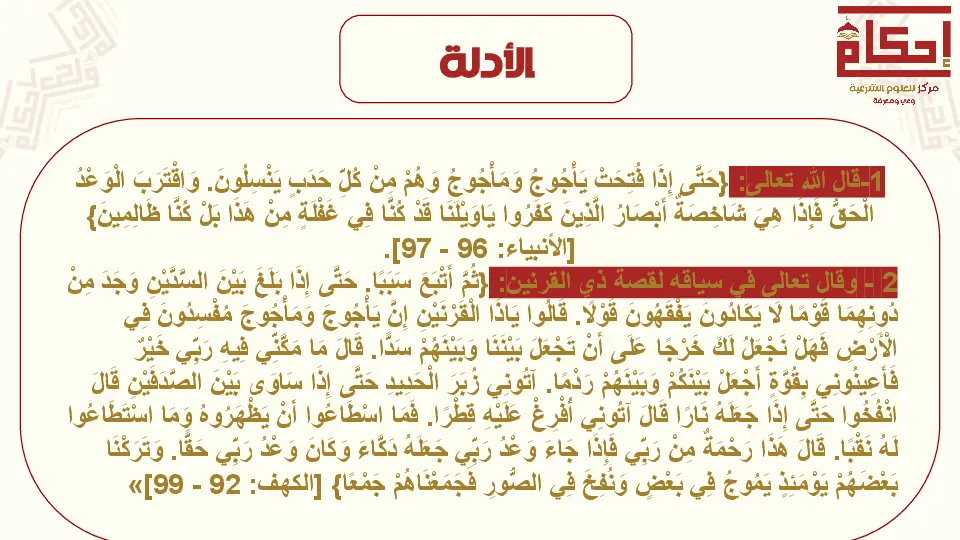 إحكام
مركز للعلوم الشرعية
وعي ومعرفة
الأدلة
1-قال الله تعالى: {حَتَّى إِذَا فُتِحَتْ يَأْجُوجُ وَمَأْجُوجُ وَهُمْ مِنْ كُلِّ حَدَبٍ يَنْسِلُونَ. وَاقْتَرَبَ الْوَعْدُ
الْحَقُّ فَإِذَا هِيَ شَاخِصَةٌ أَبْصَارُ الَّذِينَ كَفَرُوا يَاوَيْلَنَا قَدْ كُنَّا فِي غَفْلَةٍ مِنْ هَذَا بَلْ كُنَّا ظَالِمِينَ}
[الأنبياء: 96 - 97].
2 - وقال تعالى في سياقه لقصة ذي القرنين: {ثُمَّ أَتْبَعَ سَبَبًا. حَتَّى إِذَا بَلَغَ بَيْنَ السَّدَّيْنِ وَجَدَ مِنْ
دُونِهِمَا قَوْمًا لَا يَكَادُونَ يَفْقَهُونَ قَوْلًا. قَالُوا يَاذَا الْقَرْنَيْنِ إِنَّ يَأْجُوجَ وَمَأْجُوجَ مُفْسِدُونَ فِي
الْأَرْضِ فَهَلْ نَجْعَلُ لَكَ خَرْجًا عَلَى أَنْ تَجْعَلَ بَيْنَنَا وَبَيْنَهُمْ سَدًّا. قَالَ مَا مَكَّنِّي فِيهِ رَبِّي خَيْرٌ
فَأَعِينُونِي بِقُوَّةٍ أَجْعَلْ بَيْنَكُمْ وَبَيْنَهُمْ رَدْمًا. آتُونِي زُبَرَ الْحَدِيدِ حَتَّى إِذَا سَاوَى بَيْنَ الصَّدَفَيْنِ قَالَ
انْفُخُوا حَتَّى إِذَا جَعَلَهُ نَارًا قَالَ آتُونِي أُفْرِغْ عَلَيْهِ قِطْرًا. فَمَا اسْطَاعُوا أَنْ يَظْهَرُوهُ وَمَا اسْتَطَاعُوا
لَهُ نَقْبًا. قَالَ هَذَا رَحْمَةٌ مِنْ رَبِّي فَإِذَا جَاءَ وَعْدُ رَبِّي جَعَلَهُ دَكَّاءَ وَكَانَ وَعْدُ رَبِّي حَقًّا. وَتَرَكْنَا
بَعْضَهُمْ يَوْمَئِذٍ يَمُوجُ فِي بَعْضٍ وَنُفِخَ فِي الصُّورِ فَجَمَعْنَاهُمْ جَمْعًا} [الكهف: 92 - 99]»